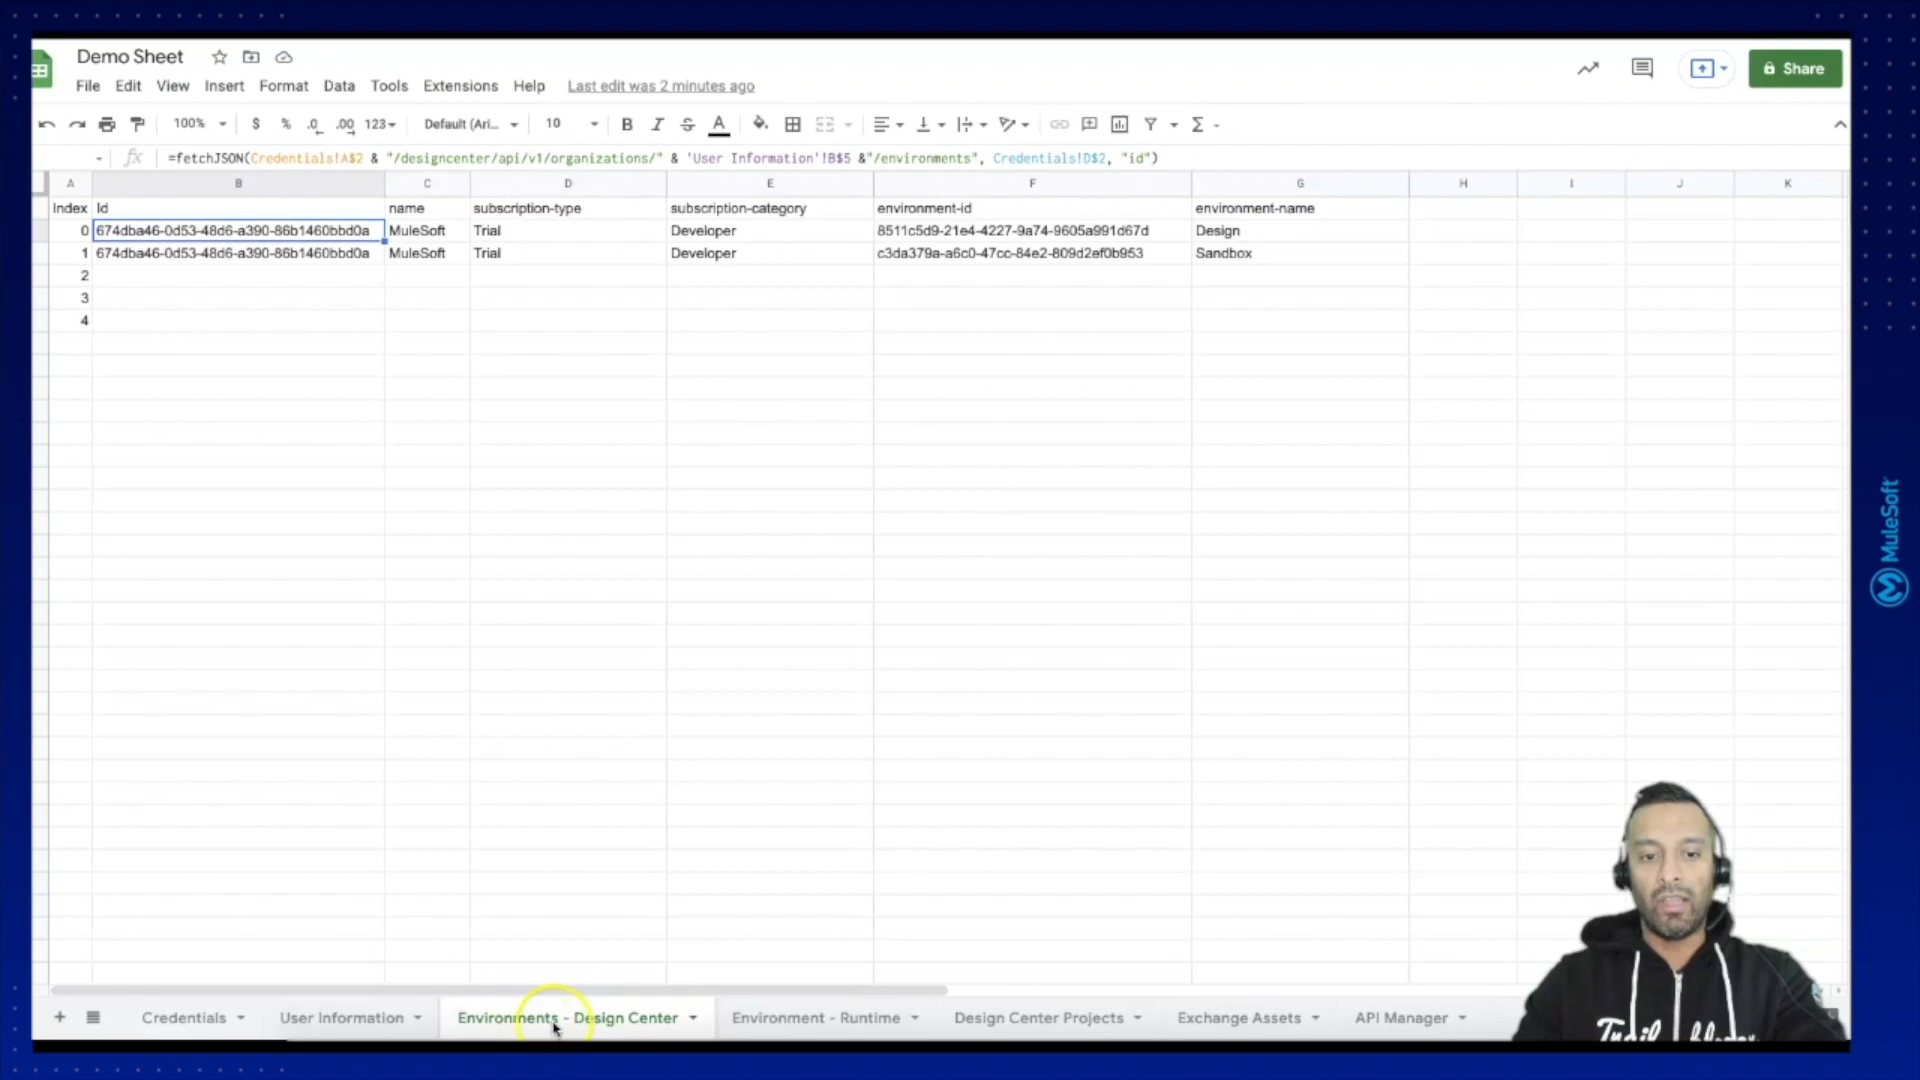 Demo Sheet
File Edit View Insert Format Data Tools Extensions Help Last edit was 2 minutes ago
Share
100% $ % .0 .00 123 Default (Ari... 10 B I S A Σ
fx =fetchJSON(Credentials!A$2 & "/designcenter/api/v1/organizations/" & 'User Information'!B$5 &"/environments", Credentials!D$2, "id")
A B C D E F G H I J K
Index Id name subscription-type subscription-category environment-id environment-name
0 674dba46-0d53-48d6-a390-86b1460bbd0a MuleSoft Trial Developer 8511c5d9-21e4-4227-9a74-9605a991d67d Design
1 674dba46-0d53-48d6-a390-86b1460bbd0a MuleSoft Trial Developer c3da379a-a6c0-47cc-84e2-809d2ef0b953 Sandbox
2
3
4
MuleSoft
Credentials User Information Environments - Design Center Environment - Runtime Design Center Projects Exchange Assets API Manager